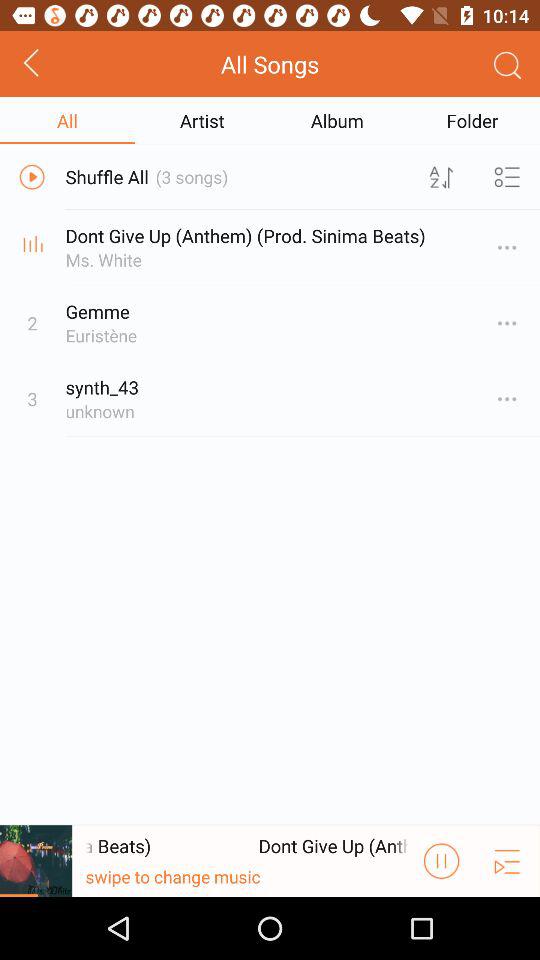 10:14
All Songs
All Artist Album Folder
Shuffle All (3 songs)
A
Z
Dont Give Up (Anthem) (Prod. Sinima Beats)
Ms. White
2 Gemme
Euristène
3 synth_43
unknown
a Beats) Dont Give Up (Anth
swipe to change music